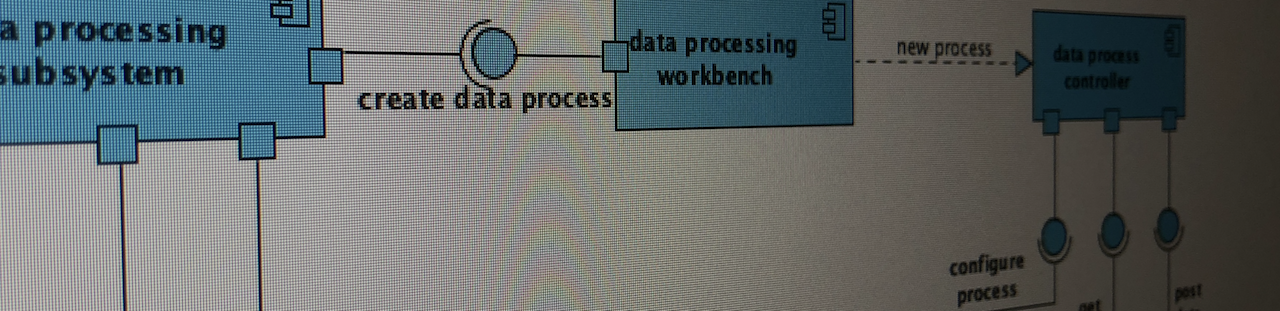 a processing
subsystem
create data process
data processing
workbench
new process
data process
controller
configure
process
get
post